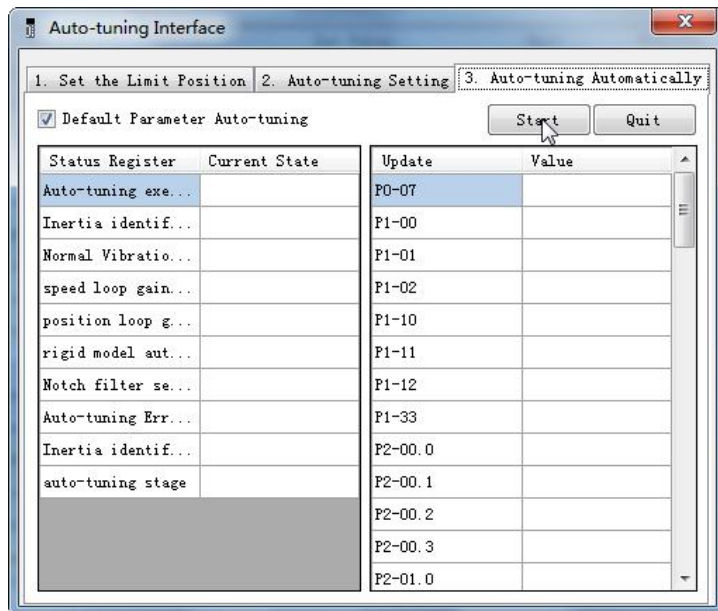 Auto-tuning Interface
1. Set the Limit Position 2. Auto-tuning Setting 3. Auto-tuning Automatically
Default Parameter Auto-tuning Start Quit
Status Register Current State Update Value
Auto-tuning exe... P0-07
Inertia identif... P1-00
Normal Vibratio... P1-01
speed loop gain... P1-02
position loop g... P1-10
rigid model aut... P1-11
Notch filter se... P1-12
Auto-tuning Err... P1-33
Inertia identif... P2-00.0
auto-tuning stage P2-00.1
P2-00.2
P2-00.3
P2-01.0